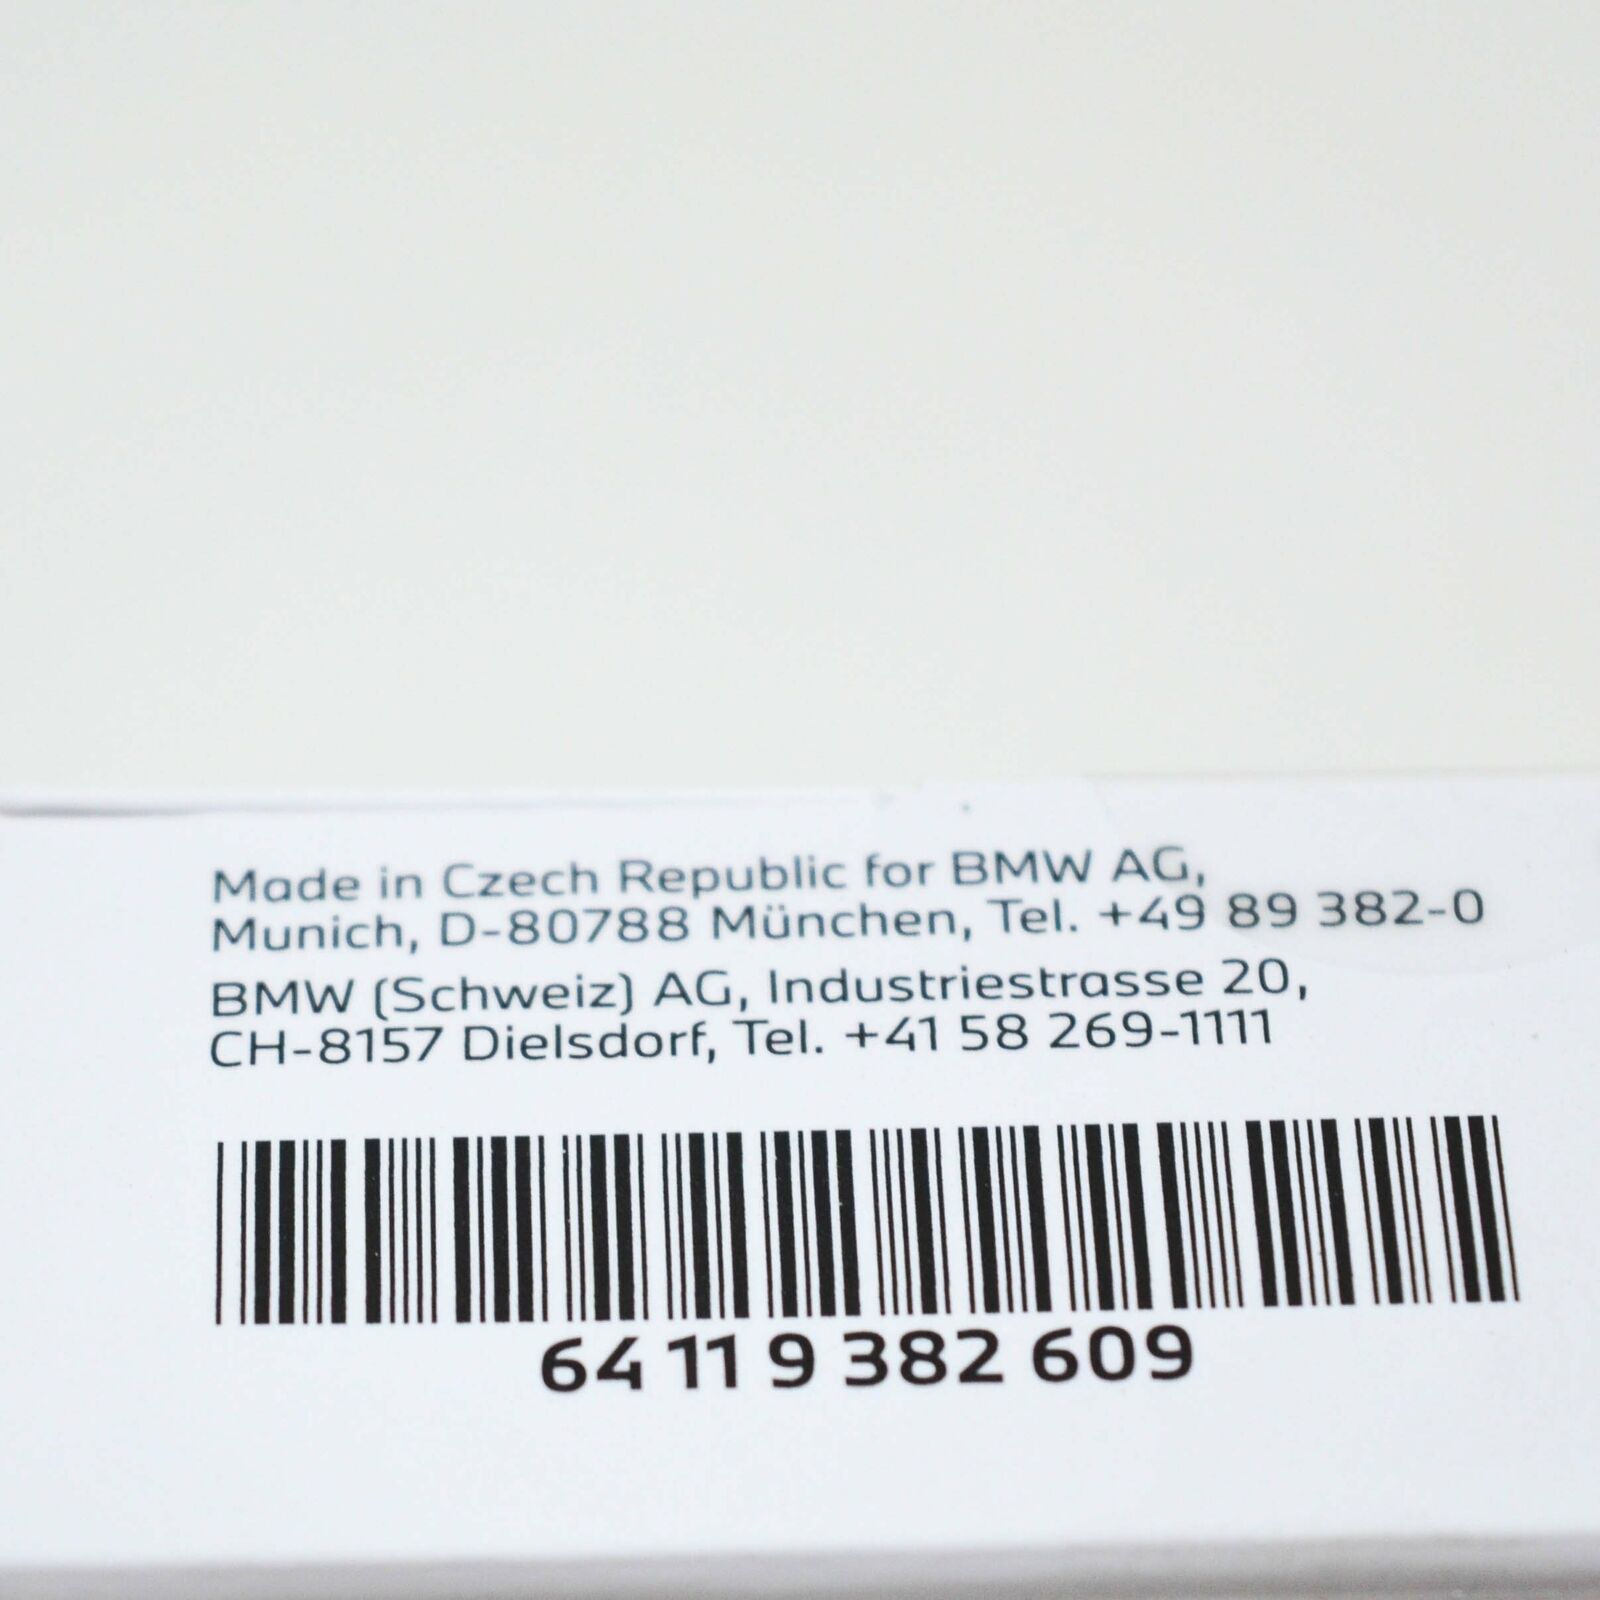 Made in Czech Republic for BMW AG,
Munich, D-80788 München, Tel. +49 89 382-0
BMW (Schweiz) AG, Industriestrasse 20,
CH-8157 Dielsdorf, Tel. +41 58 269-1111
64 11 9 382 609